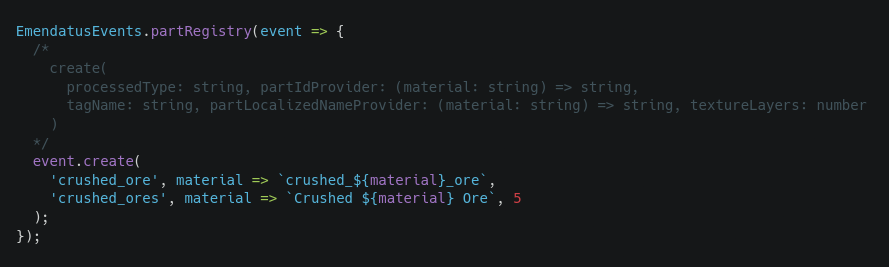 EmendatusEvents.partRegistry(event => {
  /*
    create(
      processedType: string, partIdProvider: (material: string) => string,
      tagName: string, partLocalizedNameProvider: (material: string) => string, textureLayers: number
    )
  */
  event.create(
    'crushed_ore', material => `crushed_${material}_ore`,
    'crushed_ores', material => `Crushed ${material} Ore`, 5
  );
});